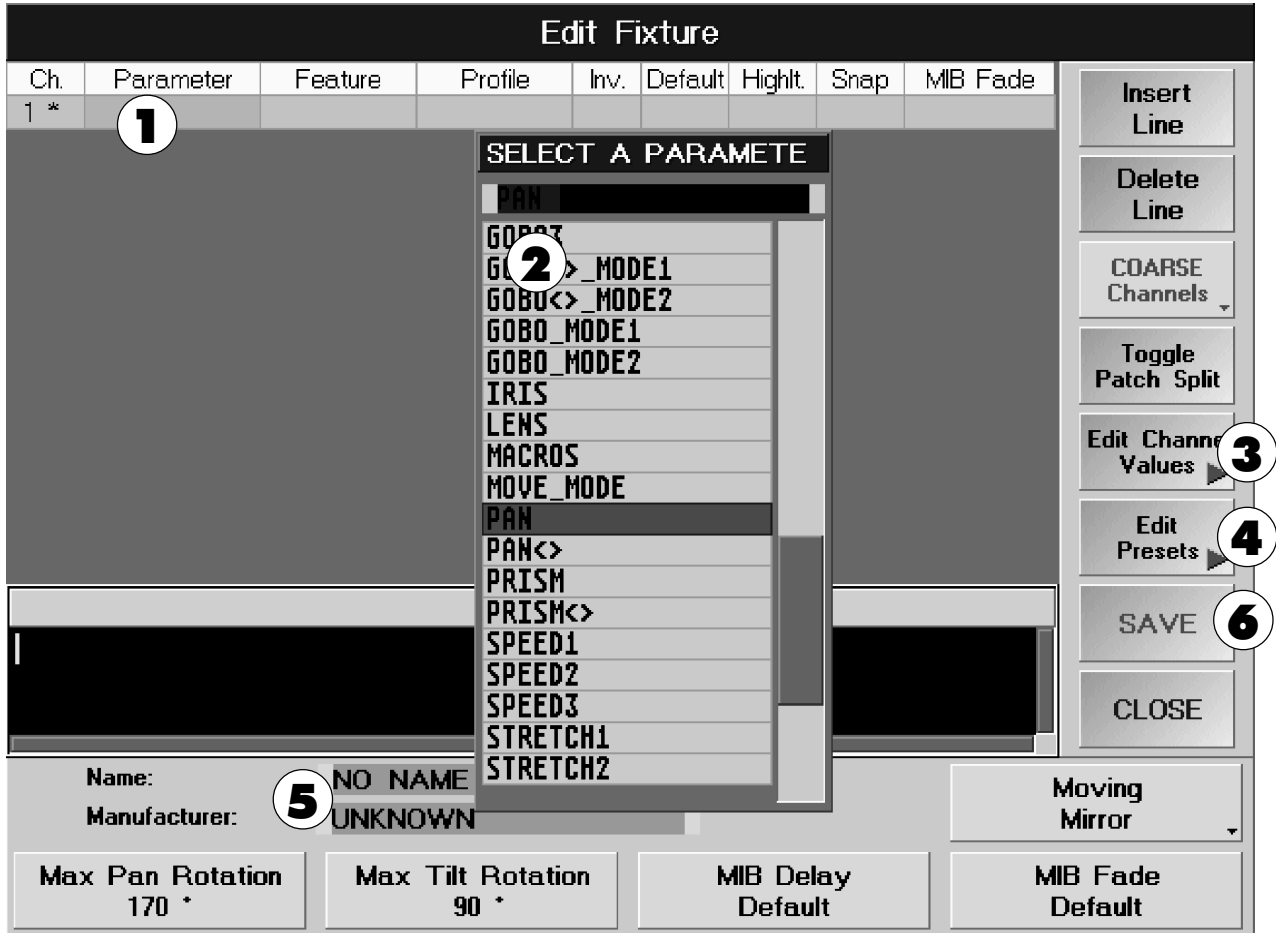 Edit Fixture
Ch. Parameter Feature Profile Inv. Default Highlt. Snap MIB Fade
1 *
1
SELECT A PARAMETE
PAN
2
_MODE1
GOBO<>_MODE2
GOBO_MODE1
GOBO_MODE2
IRIS
LENS
MACROS
MOVE_MODE
PAN
PAN<>
PRISM
PRISM<>
SPEED1
SPEED2
SPEED3
STRETCH1
STRETCH2
Insert
Line
Delete
Line
COARSE
Channels
Toggle
Patch Split
Edit Channe
Values
3
Edit
Presets
4
SAVE
6
CLOSE
Name: NO NAME
5
Manufacturer: UNKNOWN
Moving
Mirror
Max Pan Rotation
170 °
Max Tilt Rotation
90 °
MIB Delay
Default
MIB Fade
Default